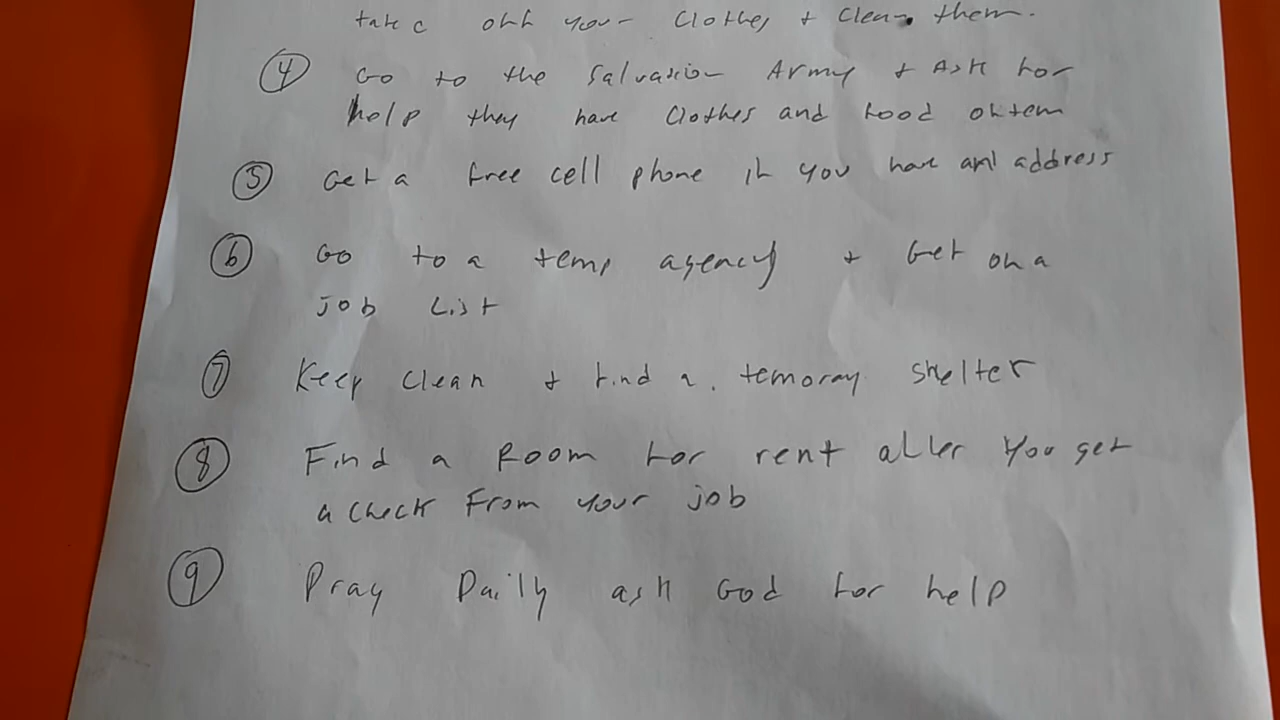 take off your clothes + clean them.
④ Go to the Salvasion Army + Ask for
help they have clothes and food oftem
⑤ Get a free cell phone if you have an address
⑥ Go to a temp agency + Get on a
job List
⑦ Keep clean + find a . temoray shelter
⑧ Find a Room for rent after you get
a check From your job
⑨ Pray Daily ask God for help